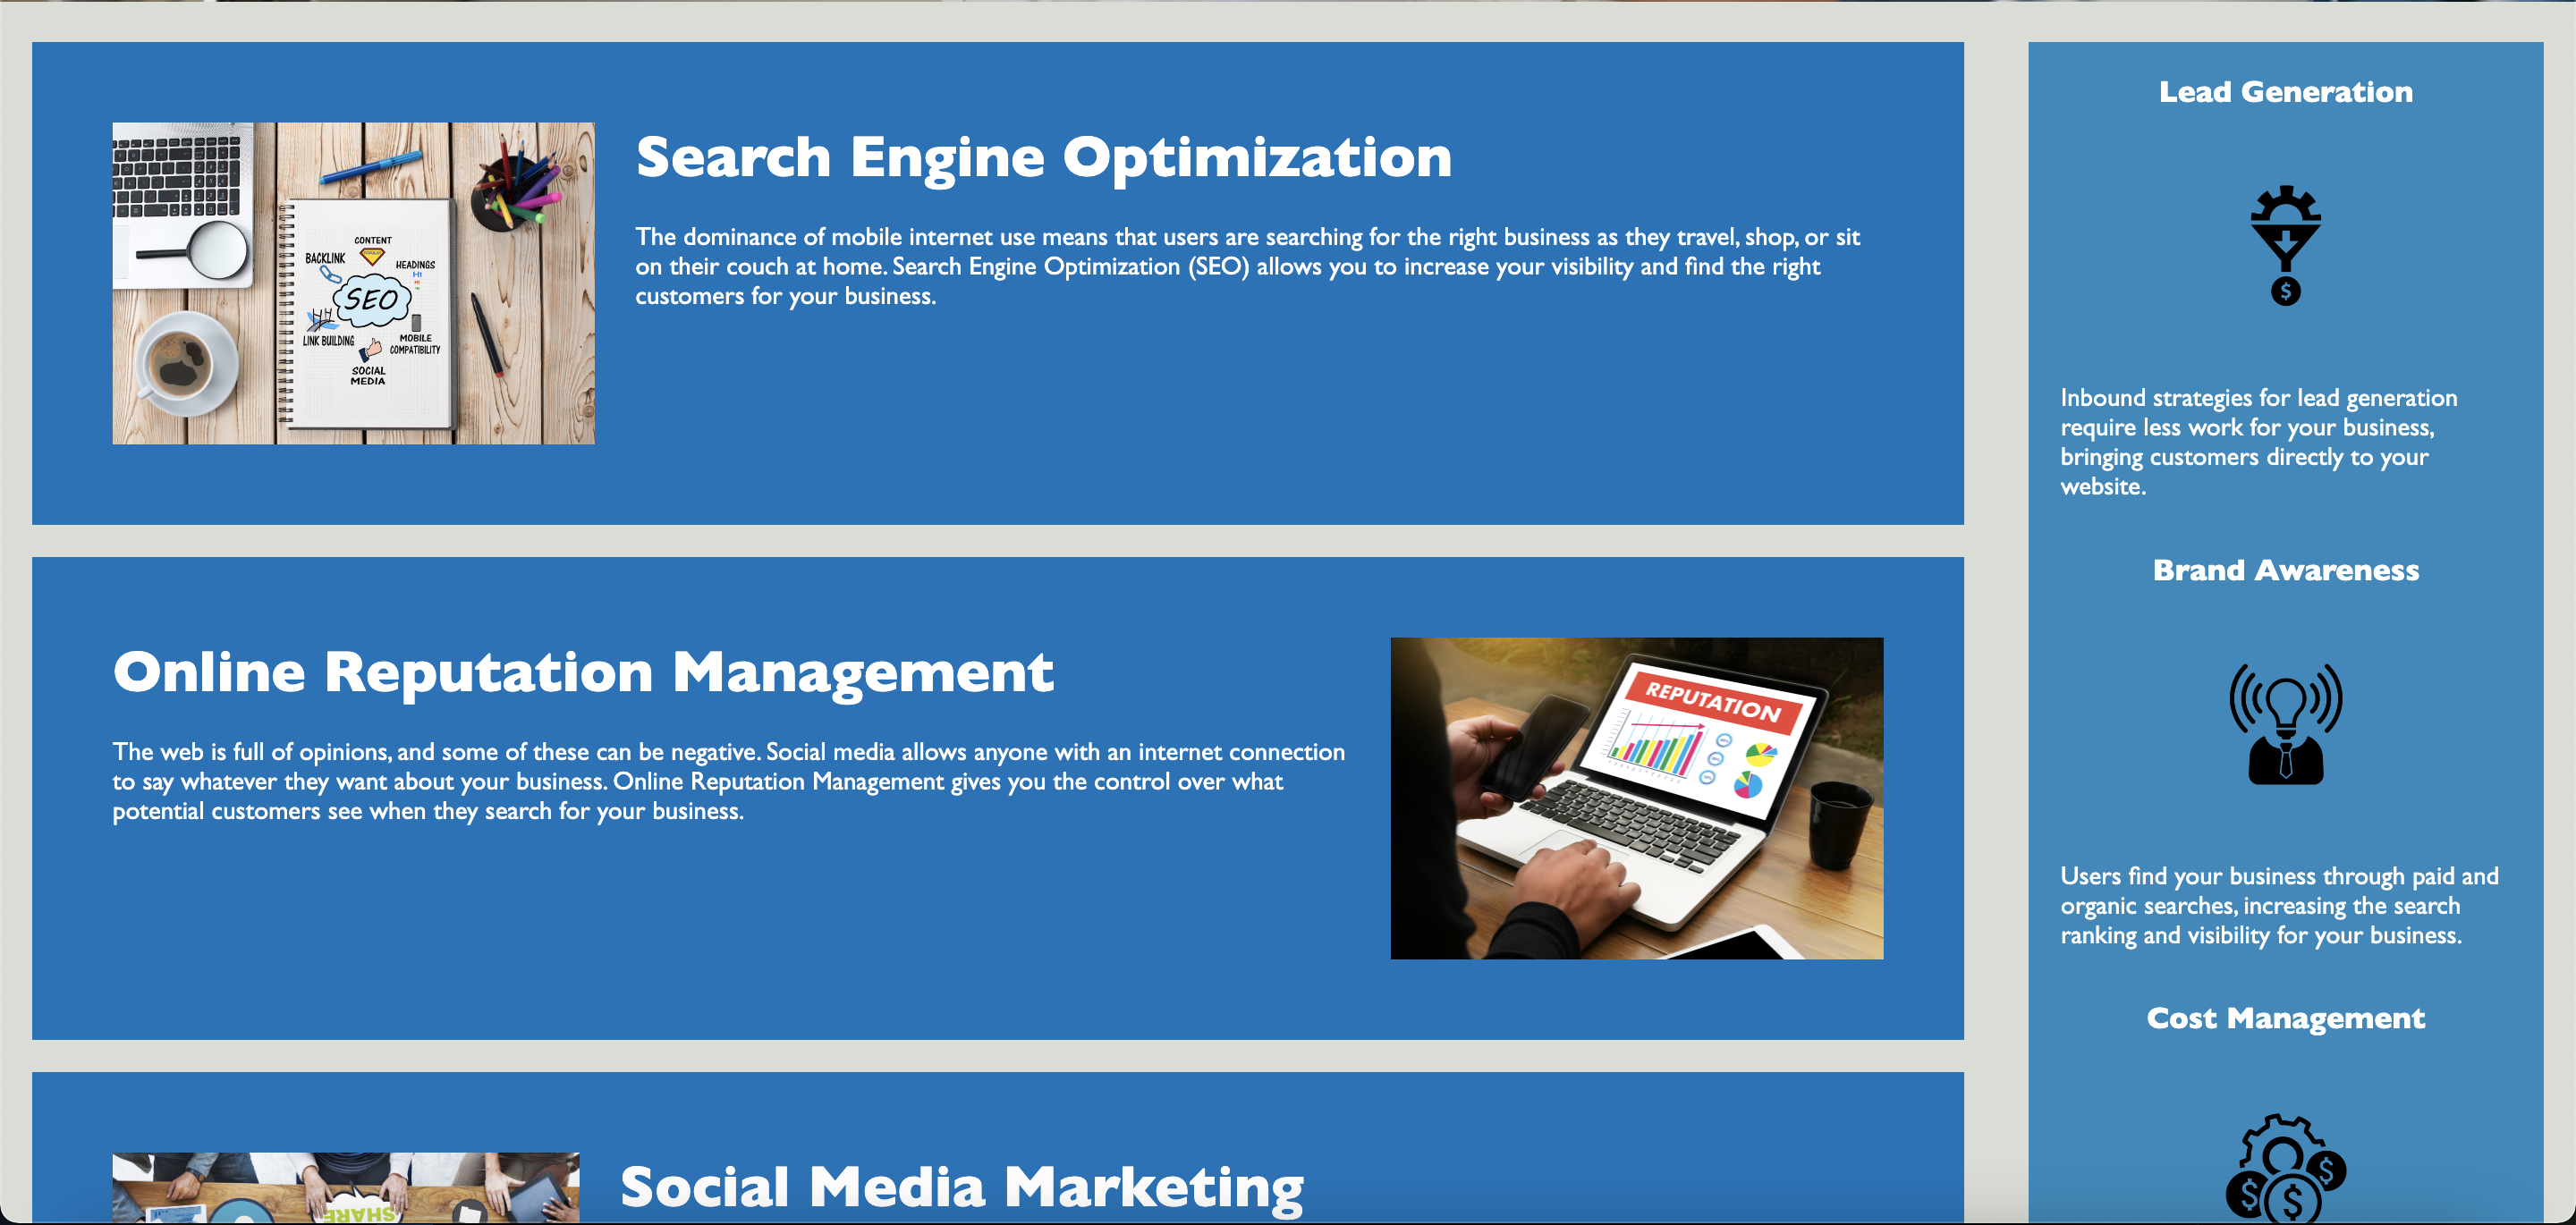 Search Engine Optimization
The dominance of mobile internet use means that users are searching for the right business as they travel, shop, or sit
on their couch at home. Search Engine Optimization (SEO) allows you to increase your visibility and find the right
customers for your business.
CONTENT
BACKLINK
HEADINGS
H1
SEO
LINK BUILDING
MOBILE
COMPATIBILITY
SOCIAL
MEDIA
Online Reputation Management
The web is full of opinions, and some of these can be negative. Social media allows anyone with an internet connection
to say whatever they want about your business. Online Reputation Management gives you the control over what
potential customers see when they search for your business.
REPUTATION
Social Media Marketing
SHARE
Lead Generation
$
Inbound strategies for lead generation
require less work for your business,
bringing customers directly to your
website.
Brand Awareness
Users find your business through paid and
organic searches, increasing the search
ranking and visibility for your business.
Cost Management
$
$
$